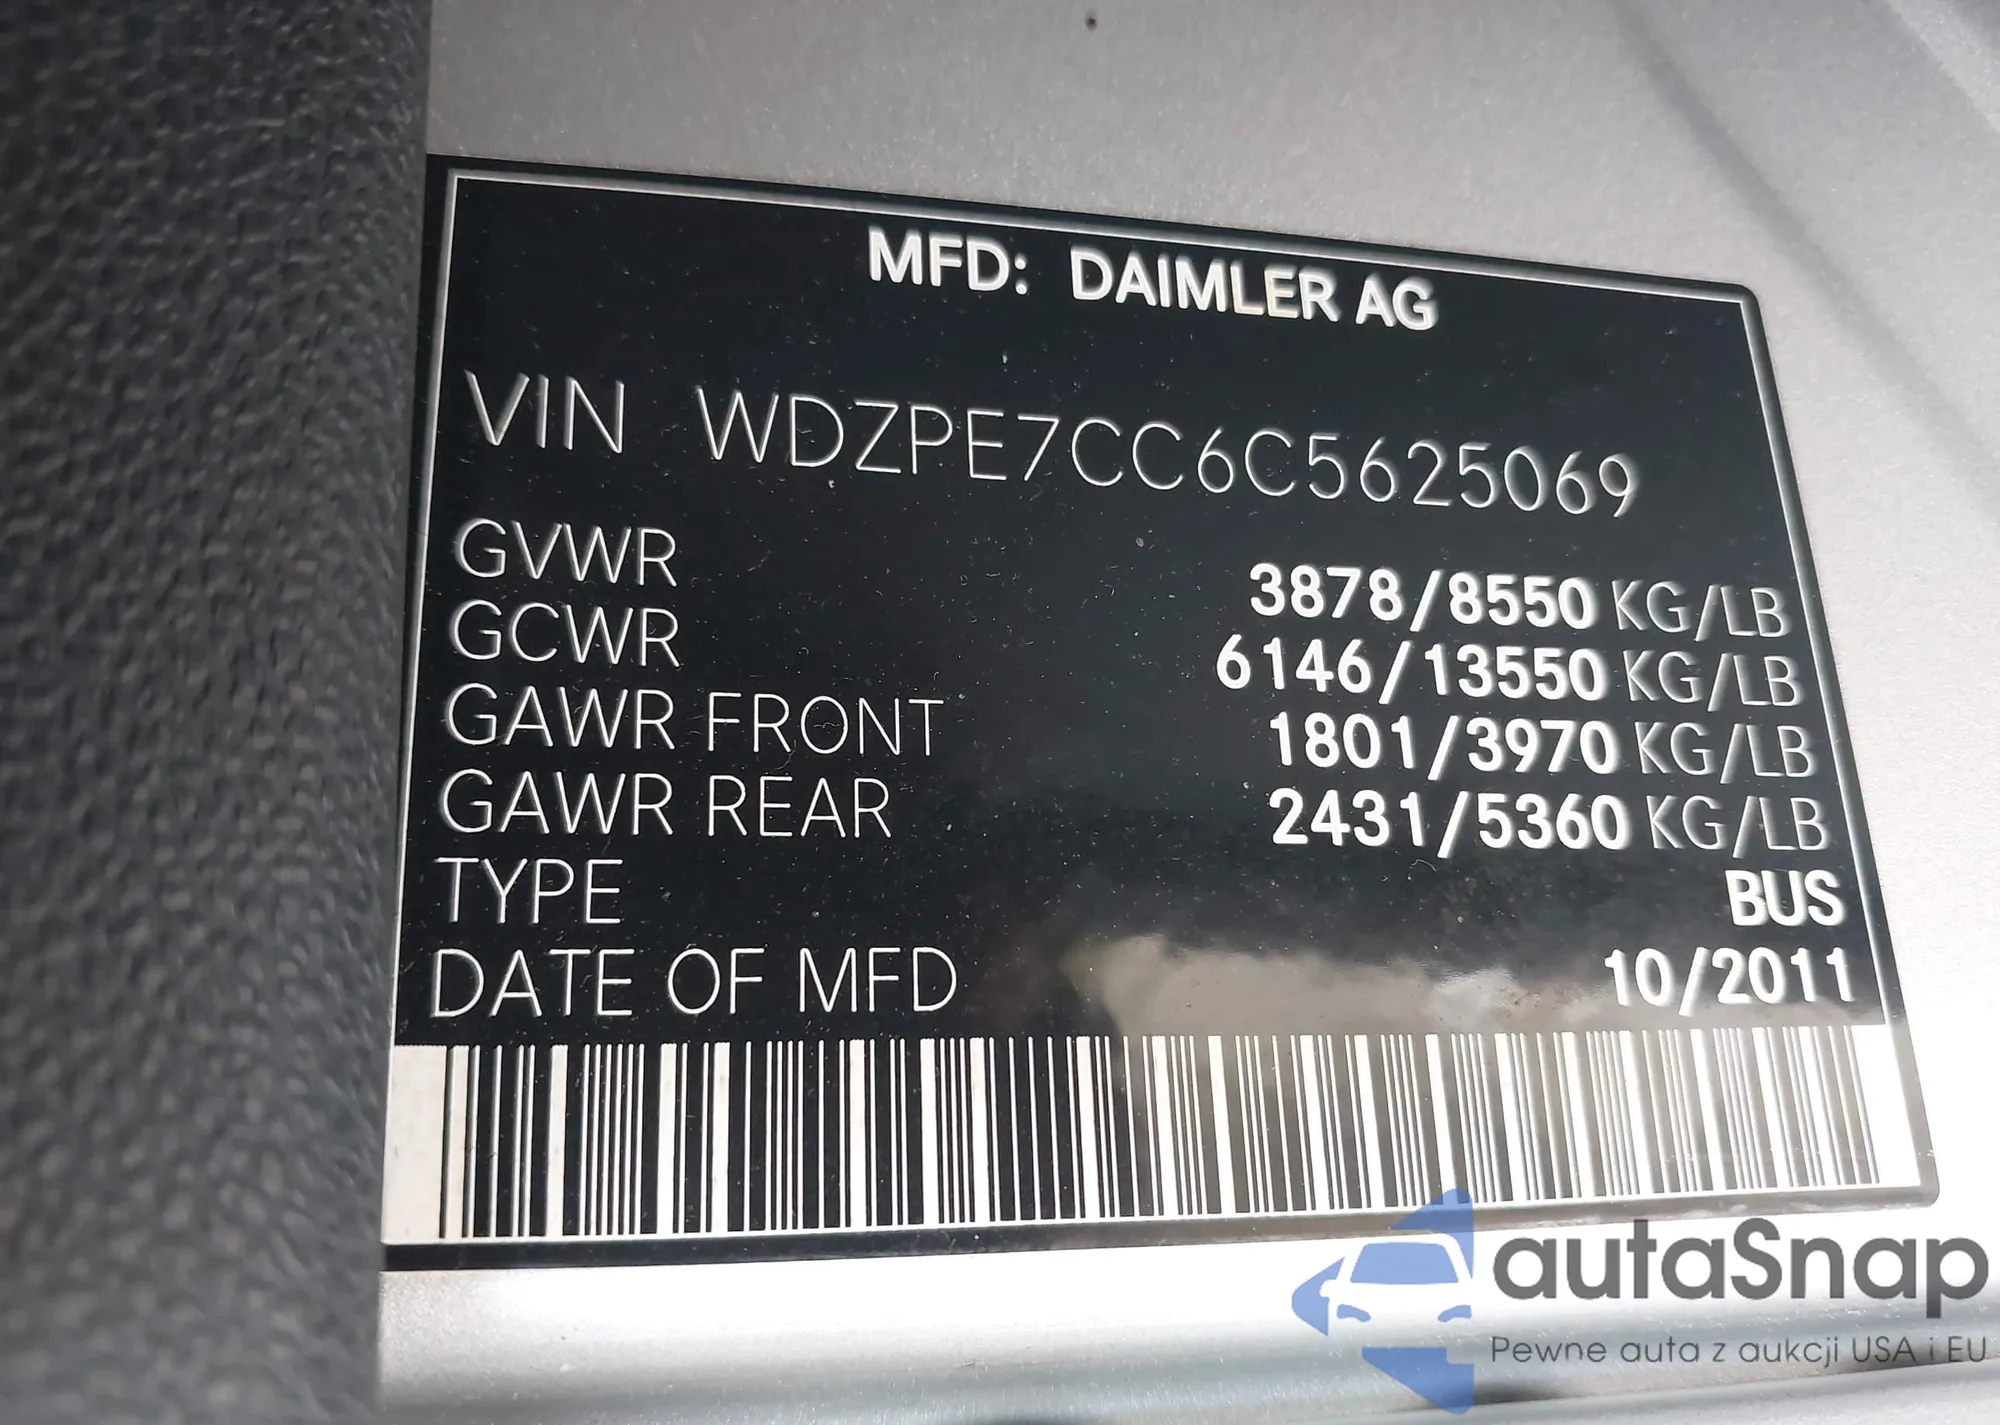 MFD: DAIMLER AG
VIN WDZPE7CC6C5625069
GVWR 3878/8550 KG/LB
GCWR 6146/13550 KG/LB
GAWR FRONT 1801/3970 KG/LB
GAWR REAR 2431/5360 KG/LB
TYPE BUS
DATE OF MFD 10/2011
autaSnap
Pewne auta z aukcji USA i EU